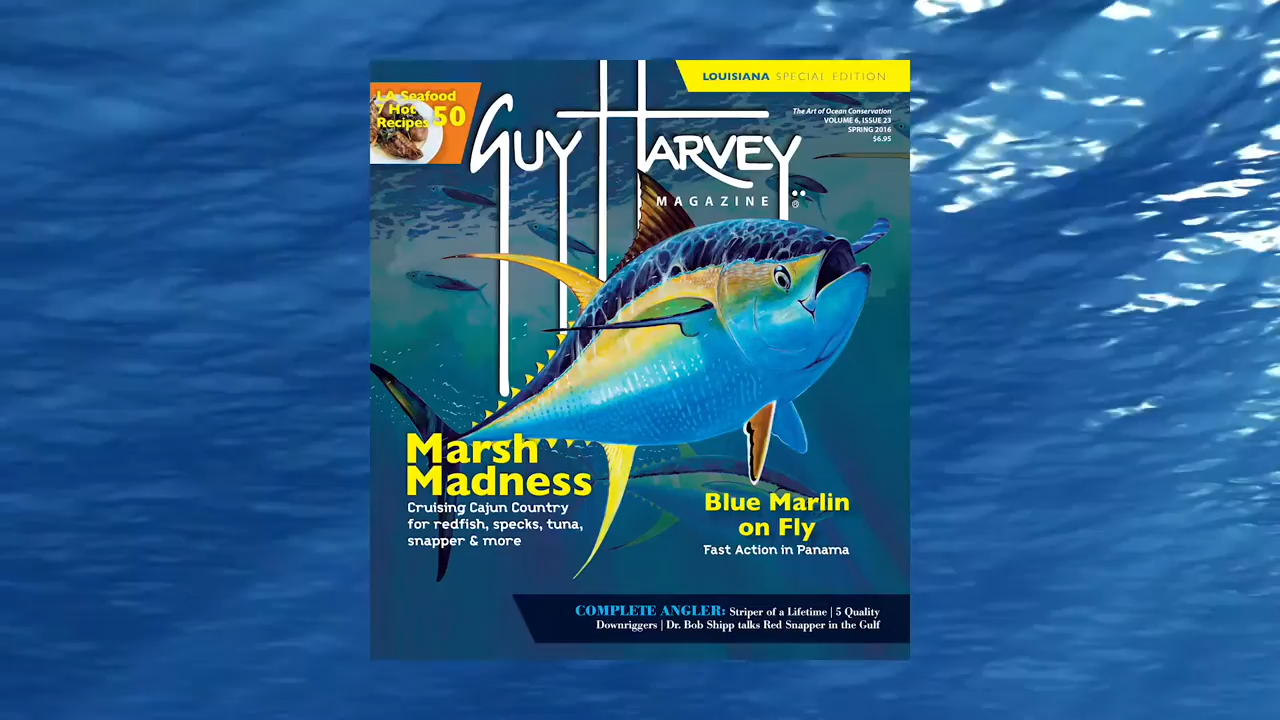 LOUISIANA SPECIAL EDITION
LA Seafood
7 Hot
Recipes 50
GUY HARVEY
MAGAZINE
®
The Art of Ocean Conservation
VOLUME 6, ISSUE 23
SPRING 2016
$6.95
Marsh
Madness
Cruising Cajun Country
for redfish, specks, tuna,
snapper & more
Blue Marlin
on Fly
Fast Action in Panama
COMPLETE ANGLER: Striper of a Lifetime | 5 Quality
Downriggers | Dr. Bob Shipp talks Red Snapper in the Gulf